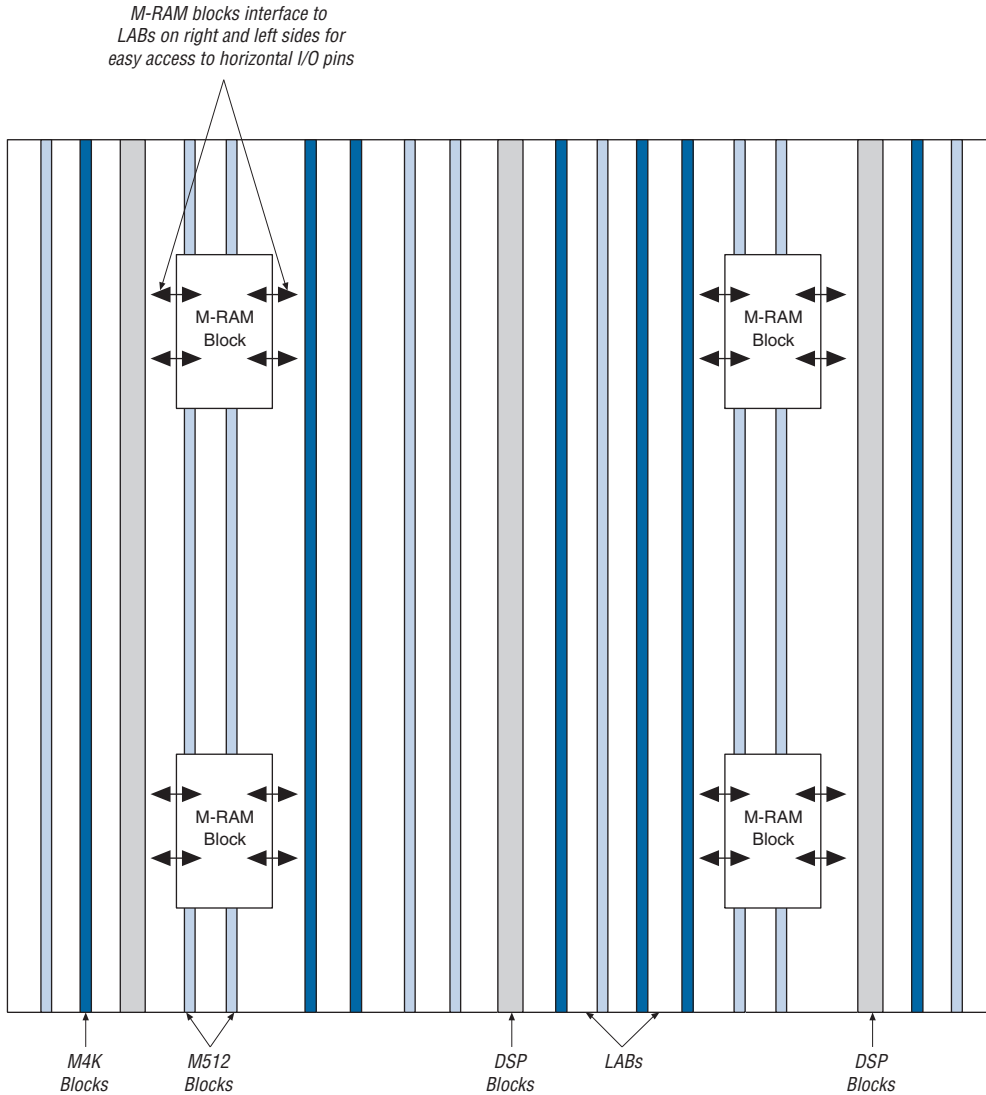 M-RAM blocks interface to
LABs on right and left sides for
easy access to horizontal I/O pins
M-RAM
Block
M-RAM
Block
M-RAM
Block
M-RAM
Block
M4K
Blocks
M512
Blocks
DSP
Blocks
LABs
DSP
Blocks